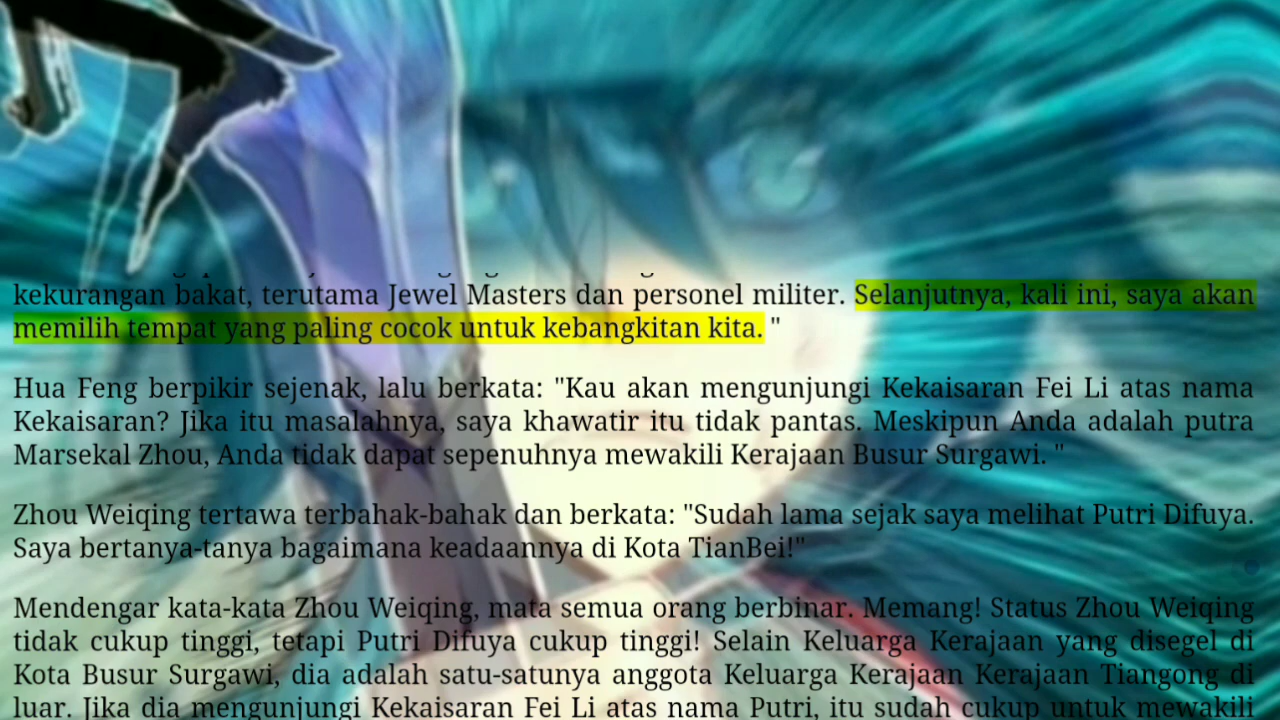 kekurangan bakat, terutama Jewel Masters dan personel militer. Selanjutnya, kali ini, saya akan
memilih tempat yang paling cocok untuk kebangkitan kita. "
Hua Feng berpikir sejenak, lalu berkata: "Kau akan mengunjungi Kekaisaran Fei Li atas nama
Kekaisaran? Jika itu masalahnya, saya khawatir itu tidak pantas. Meskipun Anda adalah putra
Marsekal Zhou, Anda tidak dapat sepenuhnya mewakili Kerajaan Busur Surgawi. "
Zhou Weiqing tertawa terbahak-bahak dan berkata: "Sudah lama sejak saya melihat Putri Difuya.
Saya bertanya-tanya bagaimana keadaannya di Kota TianBei!"
Mendengar kata-kata Zhou Weiqing, mata semua orang berbinar. Memang! Status Zhou Weiqing
tidak cukup tinggi, tetapi Putri Difuya cukup tinggi! Selain Keluarga Kerajaan yang disegel di
Kota Busur Surgawi, dia adalah satu-satunya anggota Keluarga Kerajaan Kerajaan Tiangong di
luar. Jika dia mengunjungi Kekaisaran Fei Li atas nama Putri, itu sudah cukup untuk mewakili